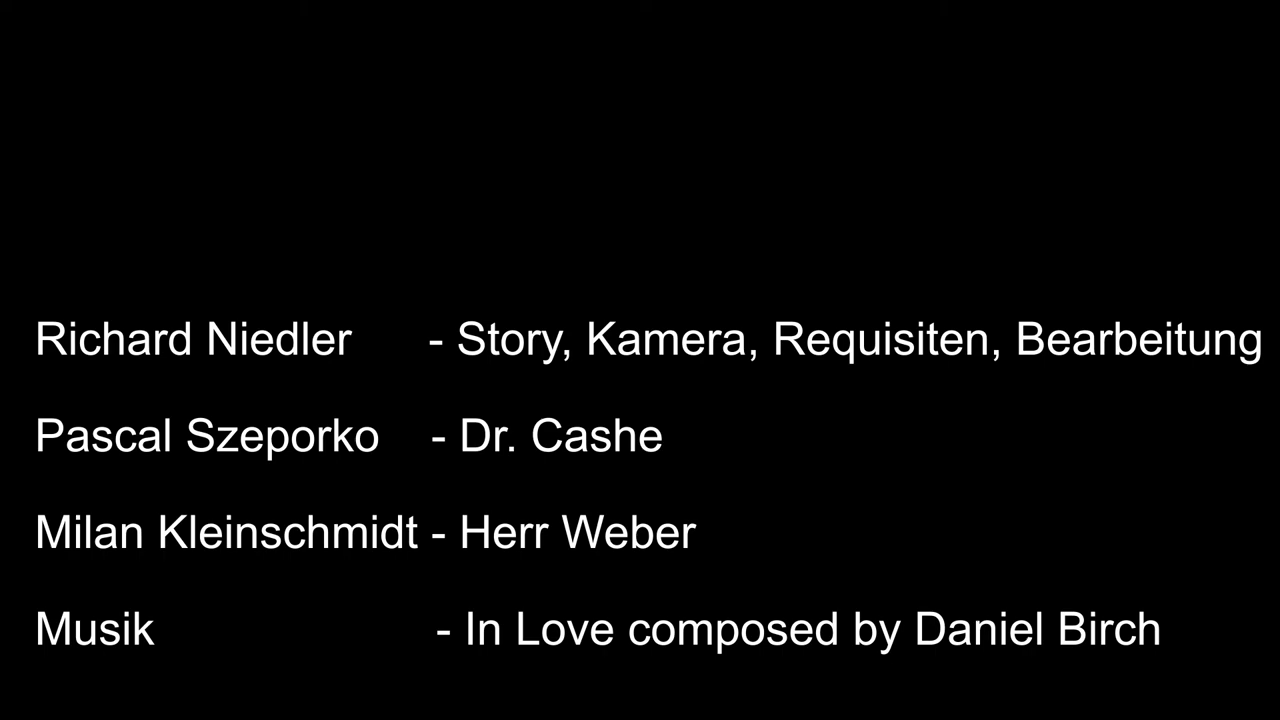 Richard Niedler - Story, Kamera, Requisiten, Bearbeitung
Pascal Szeporko - Dr. Cashe
Milan Kleinschmidt - Herr Weber
Musik - In Love composed by Daniel Birch